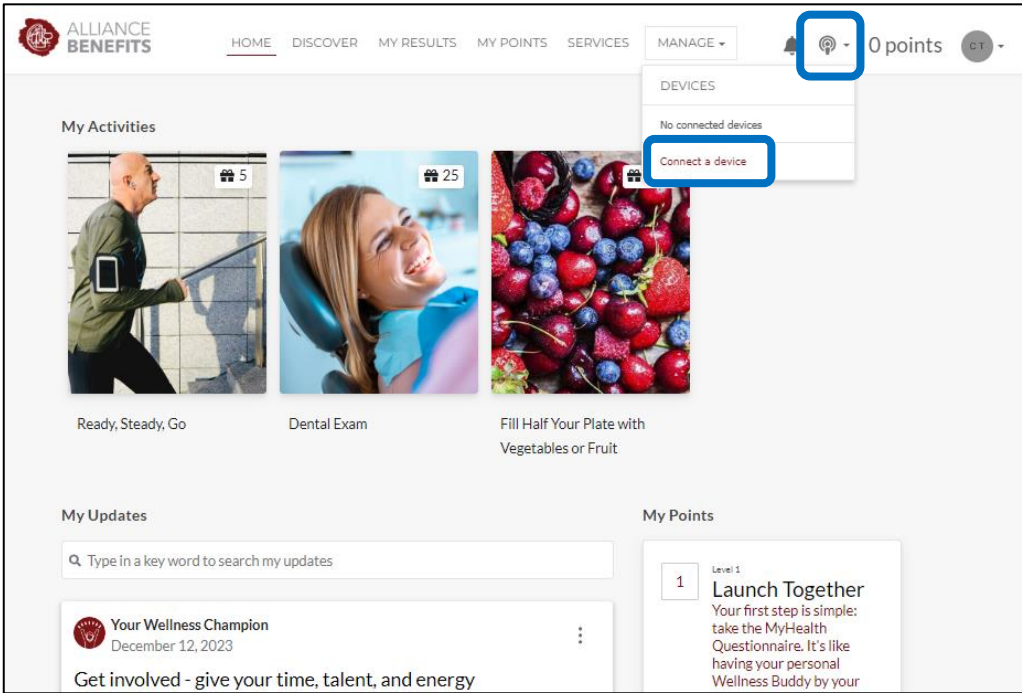 ALLIANCE
BENEFITS
HOME DISCOVER MY RESULTS MY POINTS SERVICES MANAGE 0 points CT
DEVICES
No connected devices
Connect a device
My Activities
5
25
Ready, Steady, Go
Dental Exam
Fill Half Your Plate with
Vegetables or Fruit
My Updates
Type in a key word to search my updates
Your Wellness Champion
December 12, 2023
Get involved - give your time, talent, and energy
My Points
1
Level 1
Launch Together
Your first step is simple:
take the MyHealth
Questionnaire. It's like
having your personal
Wellness Buddy by your